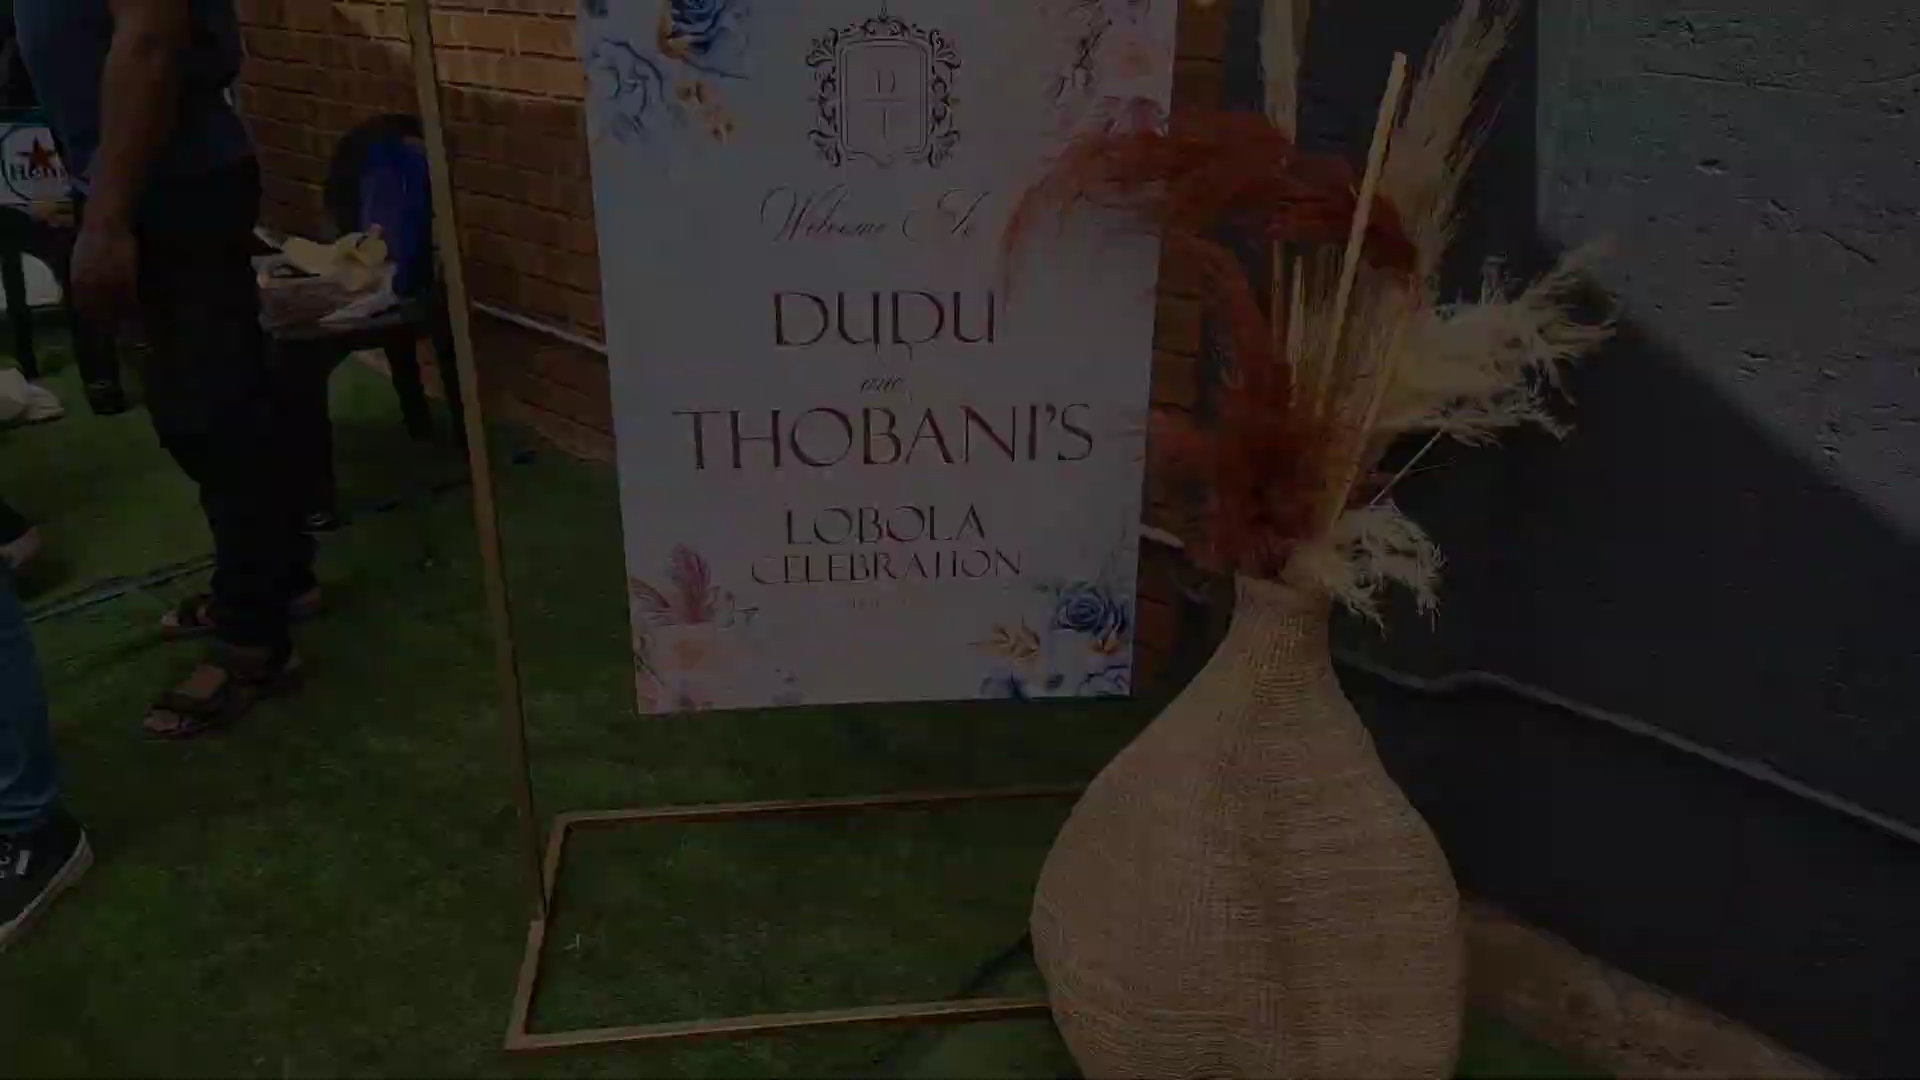 D
T
Welcome To
DUDU
and
THOBANI'S
LOBOLA
CELEBRATION